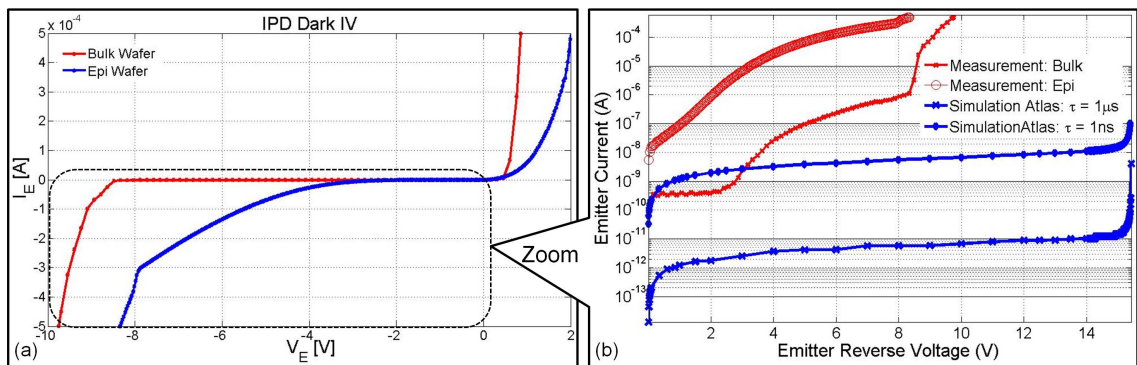 IPD Dark IV
x 10^-4
5
4
3
2
1
0
-1
-2
-3
-4
-5
I_E [A]
Bulk Wafer
Epi Wafer
-10
-8
-6
-4
-2
0
2
V_E [V]
(a)
Zoom
10^-4
10^-5
10^-6
10^-7
10^-8
10^-9
10^-10
10^-11
10^-12
10^-13
Emitter Current (A)
Measurement: Bulk
Measurement: Epi
Simulation Atlas: τ = 1μs
SimulationAtlas: τ = 1ns
2
4
6
8
10
12
14
Emitter Reverse Voltage (V)
(b)